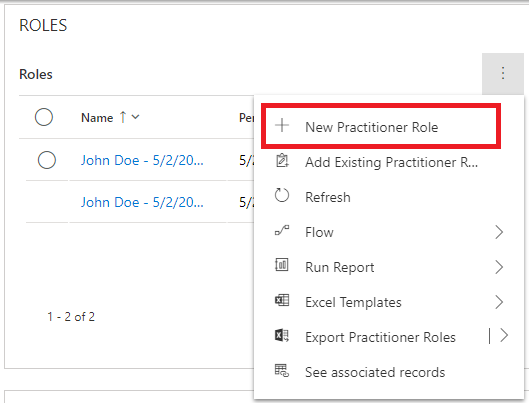 ROLES
Roles
Name Per
John Doe - 5/2/20... 5/2
John Doe - 5/2/20... 5/2
1 - 2 of 2
New Practitioner Role
Add Existing Practitioner R...
Refresh
Flow
Run Report
Excel Templates
Export Practitioner Roles
See associated records